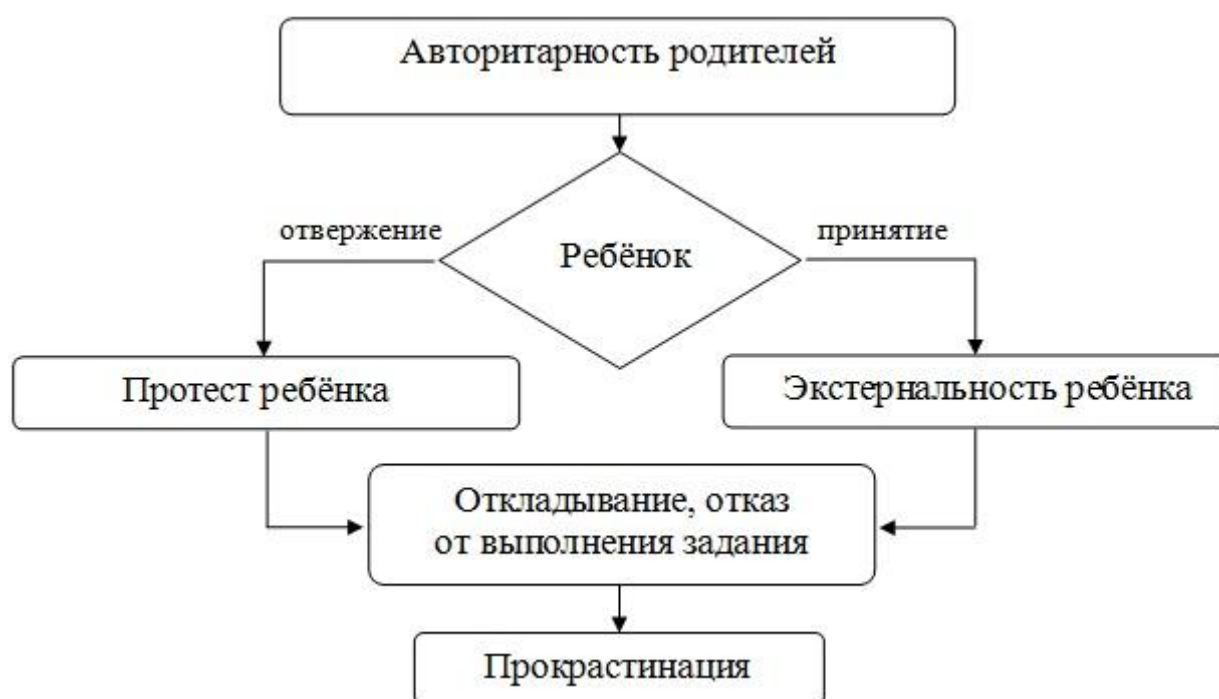 Авторитарность родителей
отвержение
Ребёнок
принятие
Протест ребёнка
Экстернальность ребёнка
Откладывание, отказ
от выполнения задания
Прокрастинация